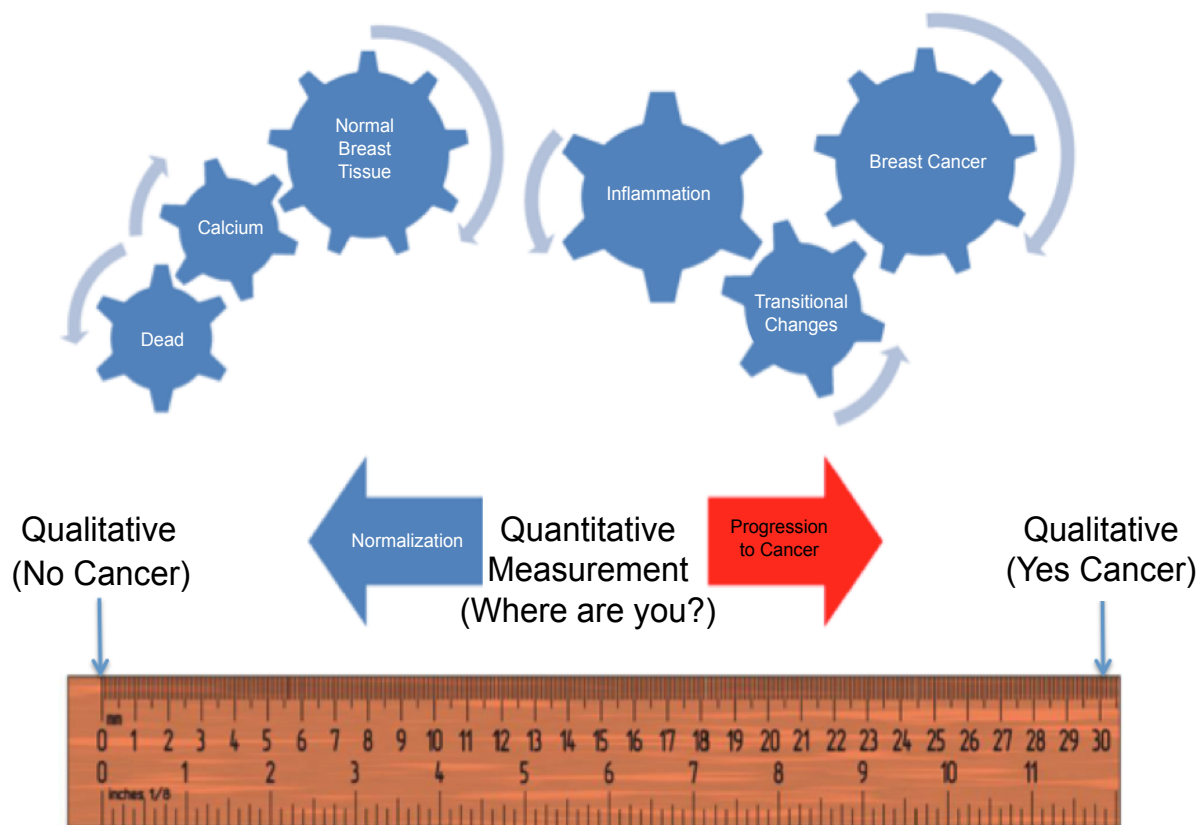 Normal
Breast
Tissue
Calcium
Dead
Inflammation
Breast Cancer
Transitional
Changes
Qualitative
(No Cancer)
Normalization
Quantitative
Measurement
(Where are you?)
Progression
to Cancer
Qualitative
(Yes Cancer)
0 1 2 3 4 5 6 7 8 9 10 11 12 13 14 15 16 17 18 19 20 21 22 23 24 25 26 27 28 29 30
0 1 2 3 4 5 6 7 8 9 10 11
inches, 1/8